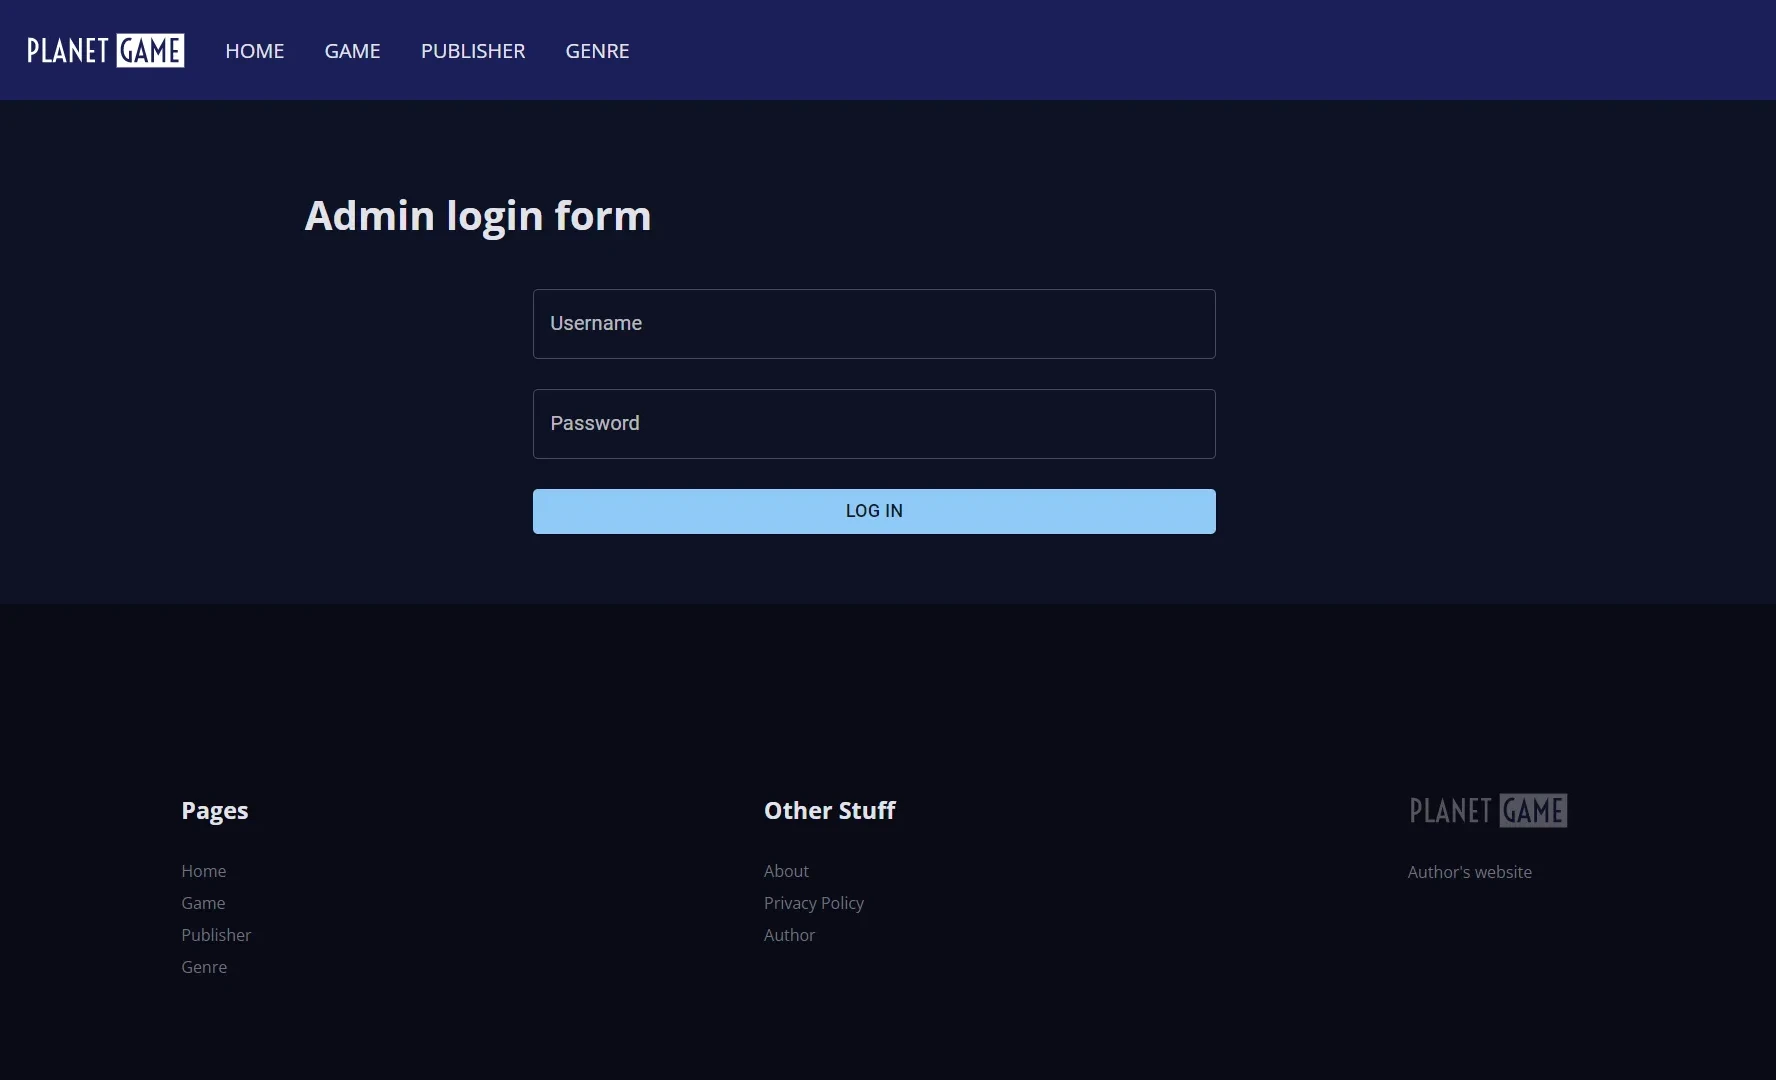 PLANET GAME HOME GAME PUBLISHER GENRE
Admin login form
Username
Password
LOG IN
Pages
Home
Game
Publisher
Genre
Other Stuff
About
Privacy Policy
Author
PLANET GAME
Author's website